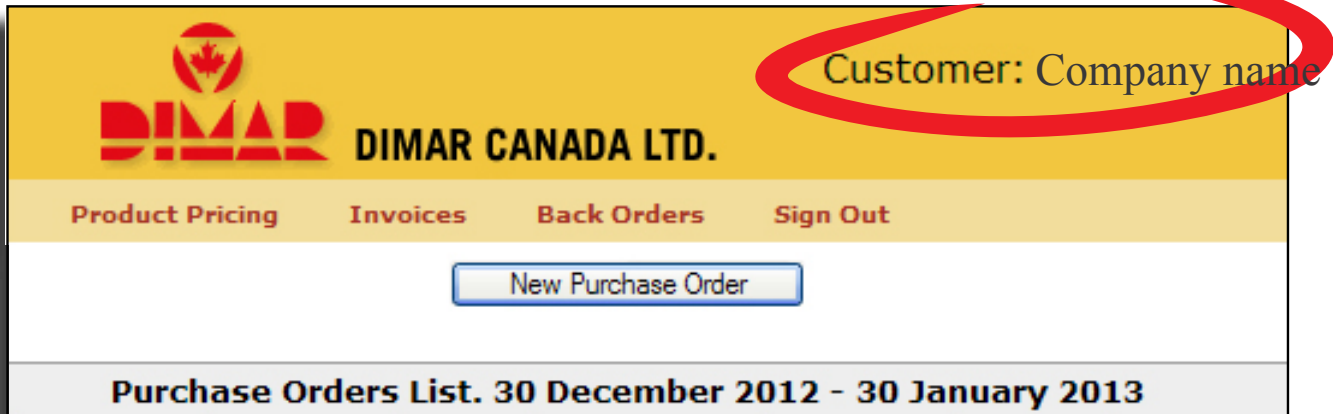 Customer: Company name
DIMAR DIMAR CANADA LTD.
Product Pricing Invoices Back Orders Sign Out
New Purchase Order
Purchase Orders List. 30 December 2012 - 30 January 2013